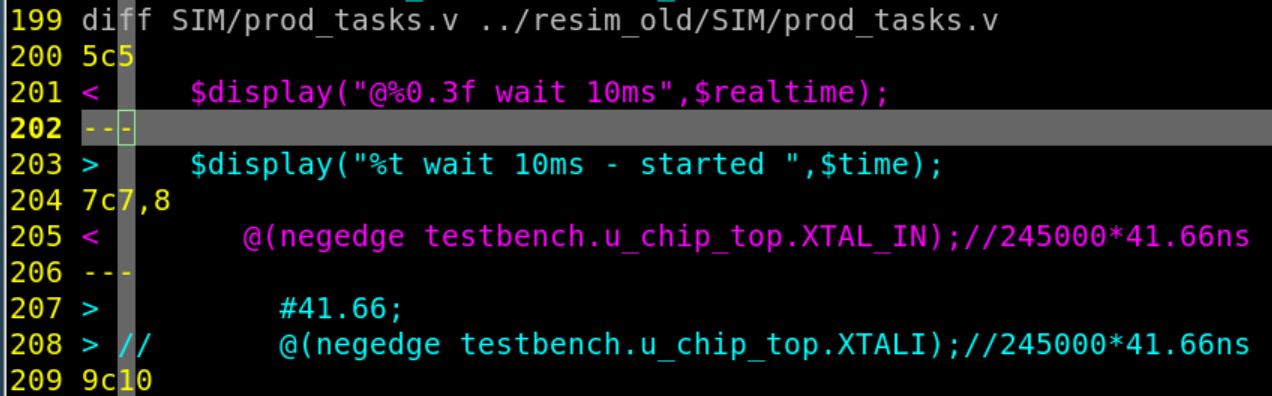 199 diff SIM/prod_tasks.v ../resim_old/SIM/prod_tasks.v
200 5c5
201 <     $display("@%0.3f wait 10ms",$realtime);
202 ---
203 >     $display("%t wait 10ms - started ",$time);
204 7c7,8
205 <        @(negedge testbench.u_chip_top.XTAL_IN);//245000*41.66ns
206 ---
207 >          #41.66;
208 > //       @(negedge testbench.u_chip_top.XTALI);//245000*41.66ns
209 9c10